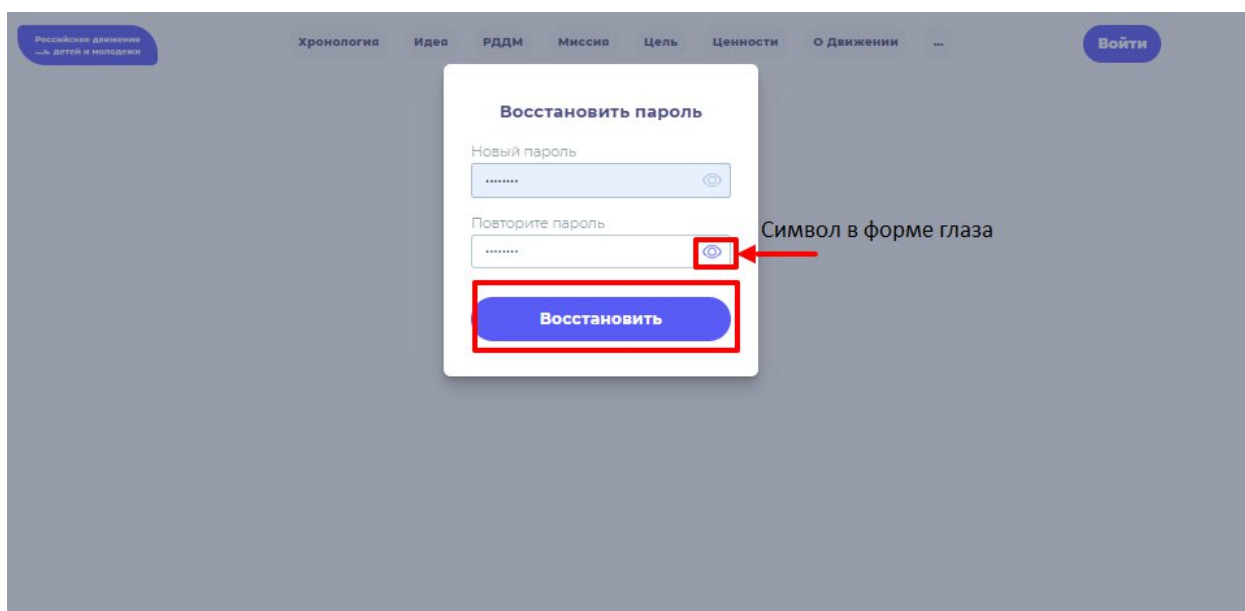 Российское движение
детей и молодежи
Хронология Идея РДДМ Миссия Цель Ценности О Движении ... Войти
Восстановить пароль
Новый пароль
Повторите пароль
Символ в форме глаза
Восстановить